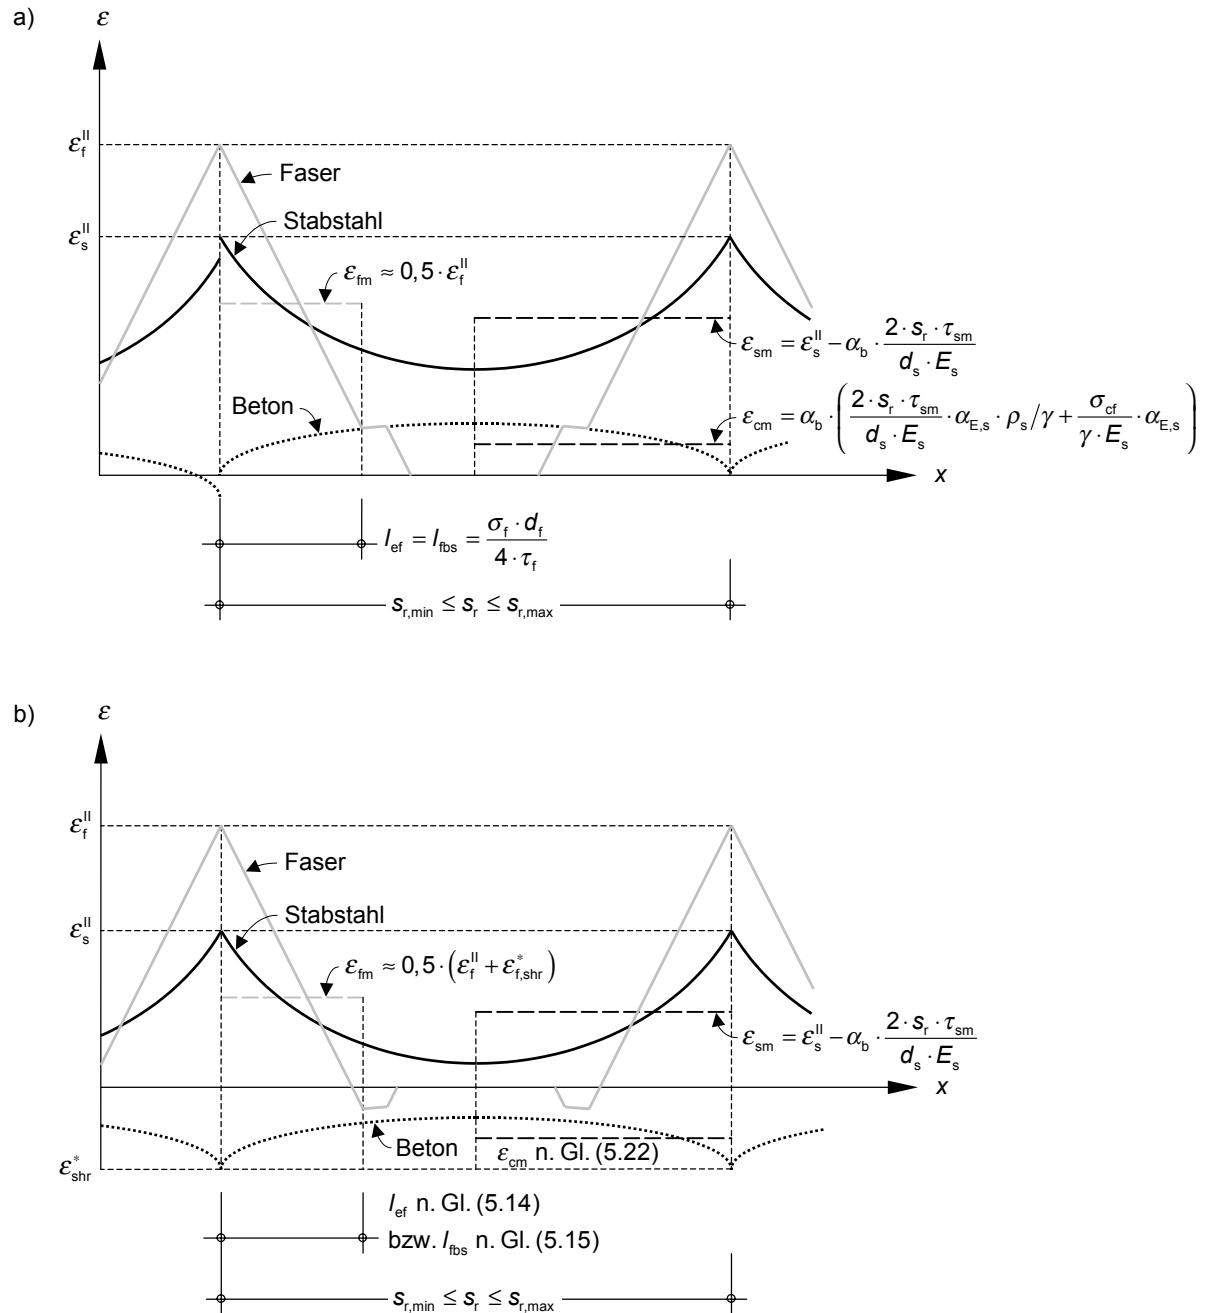 a)
ε
ε_f^II
Faser
Stabstahl
ε_s^II
ε_fm ≈ 0,5 · ε_f^II
ε_sm = ε_s^II − α_b · (2 · s_r · τ_sm) / (d_s · E_s)
Beton
ε_cm = α_b · ( (2 · s_r · τ_sm) / (d_s · E_s) · α_E,s · ρ_s/γ + σ_cf / (γ · E_s) · α_E,s )
x
l_ef = l_fbs = (σ_f · d_f) / (4 · τ_f)
s_r,min ≤ s_r ≤ s_r,max
b)
ε
ε_f^II
Faser
Stabstahl
ε_s^II
ε_fm ≈ 0,5 · (ε_f^II + ε*_f,shr)
ε_sm = ε_s^II − α_b · (2 · s_r · τ_sm) / (d_s · E_s)
x
Beton
ε_cm n. Gl. (5.22)
ε*_shr
l_ef n. Gl. (5.14)
bzw. l_fbs n. Gl. (5.15)
s_r,min ≤ s_r ≤ s_r,max